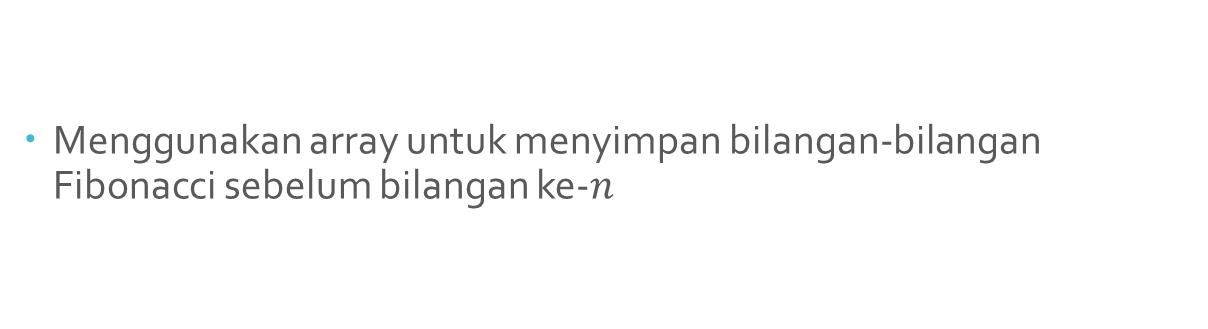 • Menggunakan array untuk menyimpan bilangan-bilangan
Fibonacci sebelum bilangan ke-𝑛